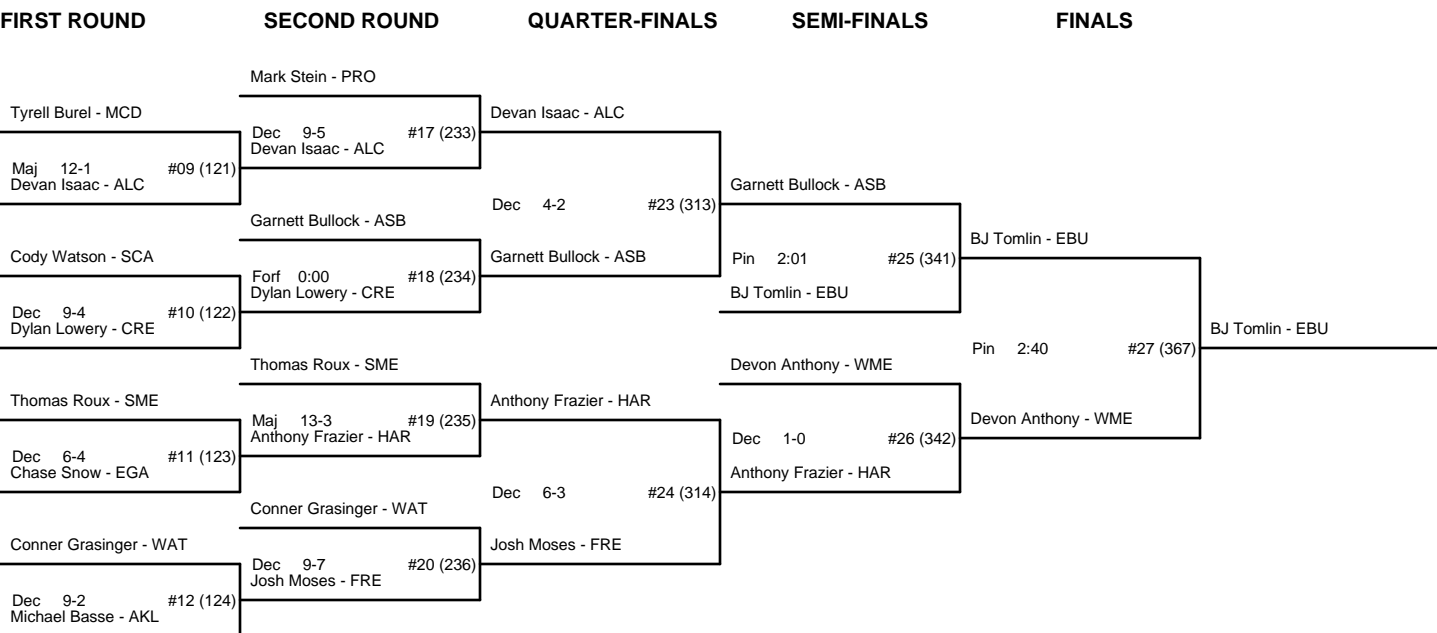 FIRST ROUND SECOND ROUND QUARTER-FINALS SEMI-FINALS FINALS
Mark Stein - PRO
Tyrell Burel - MCD
Devan Isaac - ALC
Dec 9-5 #17 (233)
Devan Isaac - ALC
Maj 12-1 #09 (121)
Devan Isaac - ALC
Garnett Bullock - ASB
Dec 4-2 #23 (313)
Garnett Bullock - ASB
BJ Tomlin - EBU
Cody Watson - SCA
Garnett Bullock - ASB
Pin 2:01 #25 (341)
Forf 0:00 #18 (234)
Dylan Lowery - CRE
BJ Tomlin - EBU
Dec 9-4 #10 (122)
Dylan Lowery - CRE
BJ Tomlin - EBU
Pin 2:40 #27 (367)
Thomas Roux - SME
Devon Anthony - WME
Thomas Roux - SME
Anthony Frazier - HAR
Devon Anthony - WME
Maj 13-3 #19 (235)
Anthony Frazier - HAR
Dec 1-0 #26 (342)
Dec 6-4 #11 (123)
Chase Snow - EGA
Anthony Frazier - HAR
Dec 6-3 #24 (314)
Conner Grasinger - WAT
Conner Grasinger - WAT
Josh Moses - FRE
Dec 9-7 #20 (236)
Josh Moses - FRE
Dec 9-2 #12 (124)
Michael Basse - AKL